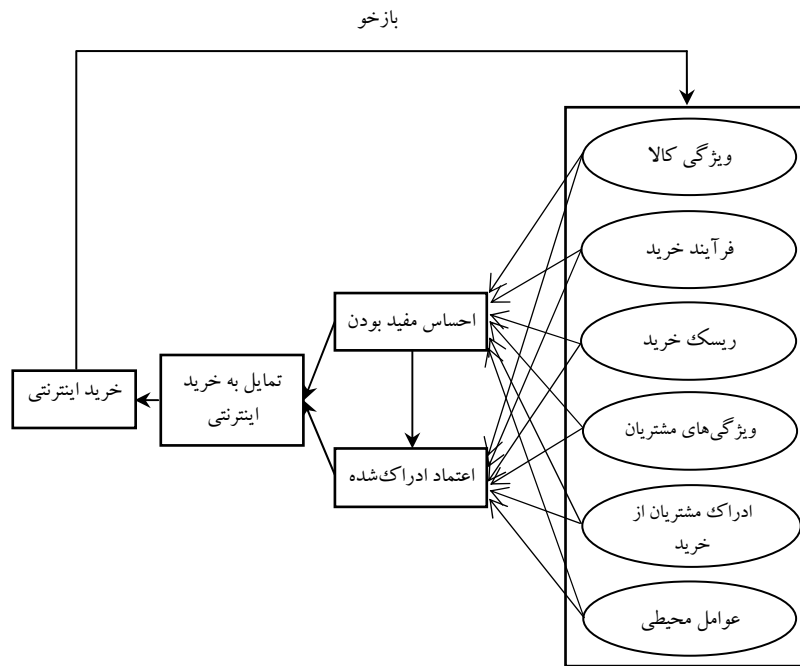 بازخو
ویژگی کالا
فرآیند خرید
ریسک خرید
ویژگی‌های مشتریان
ادراک مشتریان از
خرید
عوامل محیطی
احساس مفید بودن
اعتماد ادراک‌شده
تمایل به خرید
اینترنتی
خرید اینترنتی